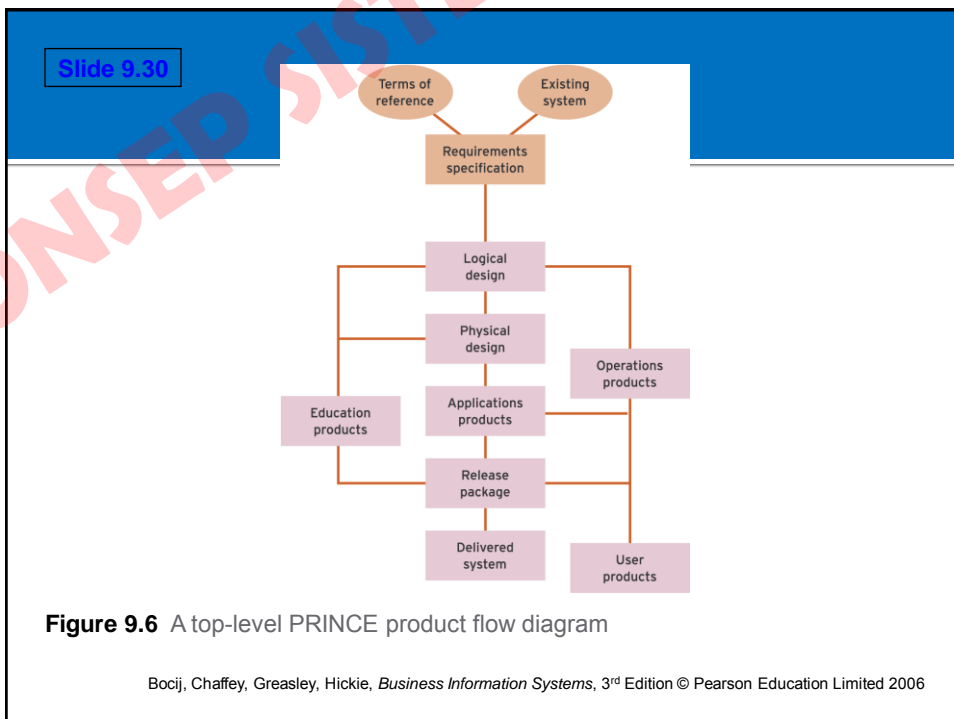 Slide 9.30
Terms of
reference
Existing
system
Requirements
specification
Logical
design
Physical
design
Operations
products
Education
products
Applications
products
Release
package
Delivered
system
User
products
Figure 9.6 A top-level PRINCE product flow diagram
Bocij, Chaffey, Greasley, Hickie, Business Information Systems, 3rd Edition © Pearson Education Limited 2006